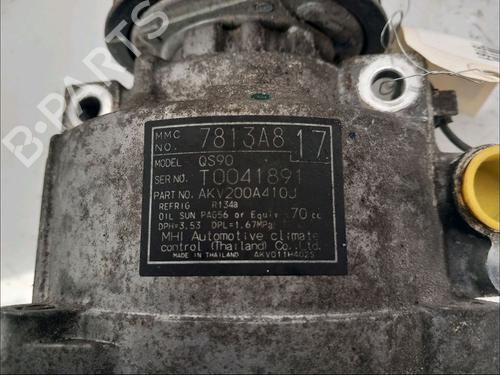 MMC NO. 7813A8 17
MODEL QS90
SER NO. T0041891
PART NO. AKV200A410J
REFRIG R134a
OIL SUN PAG56 or Equiv. 70 cc
DPH=3.53 DPL=1.67MPa
MHI Automotive climate
control (Thailand) Co., Ltd.
MADE IN THAILAND AKV011H402S
B-PARTS